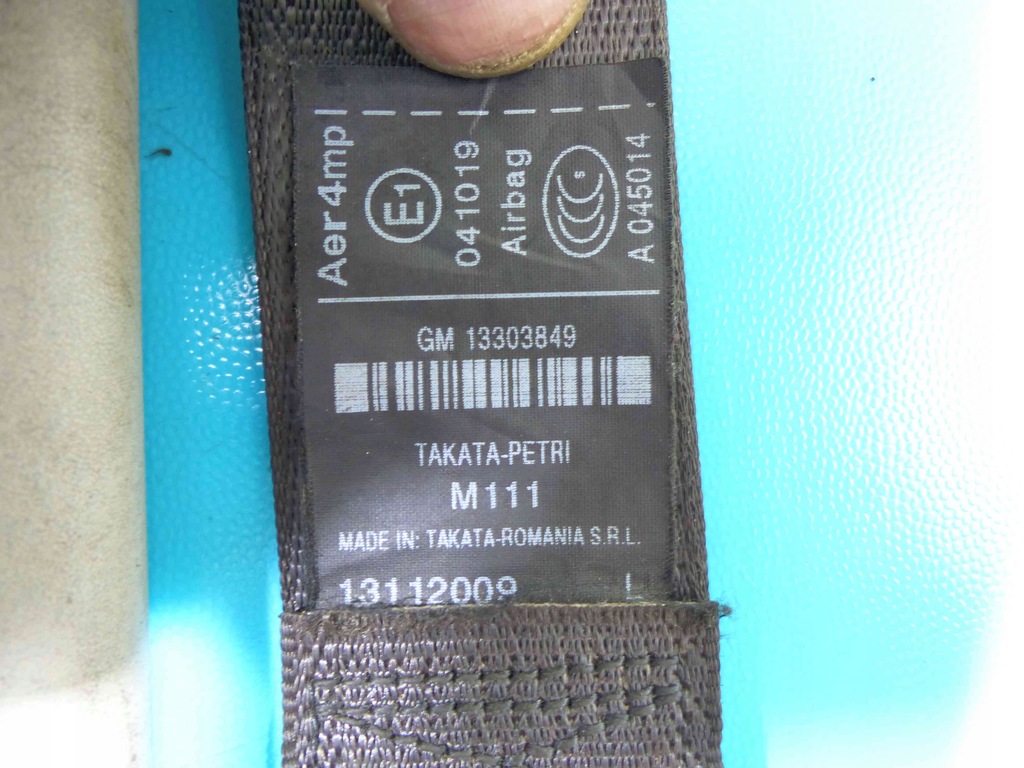 Aer4mp
E1
041019
Airbag
S
A 045014
GM 13303849
TAKATA-PETRI
M111
MADE IN: TAKATA-ROMANIA S.R.L.
13112009 L